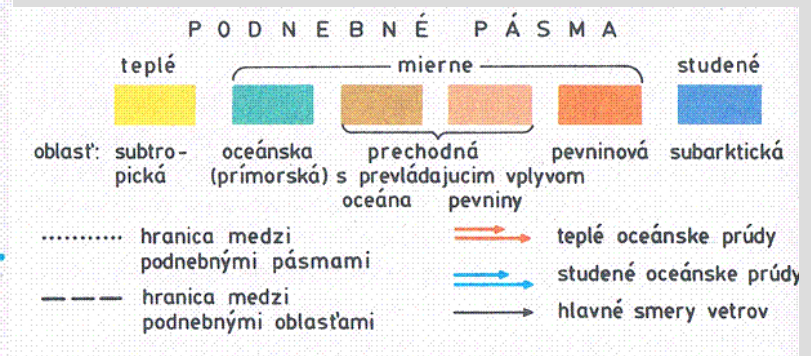 PODNEBNÉ PÁSMA
teplé mierne studené
oblasť: subtro- oceánska prechodná pevninová subarktická
pická (prímorská) s prevládajucim vplyvom
oceána pevniny
hranica medzi teplé oceánske prúdy
podnebnými pásmami
studené oceánske prúdy
hranica medzi hlavné smery vetrov
podnebnými oblasťami